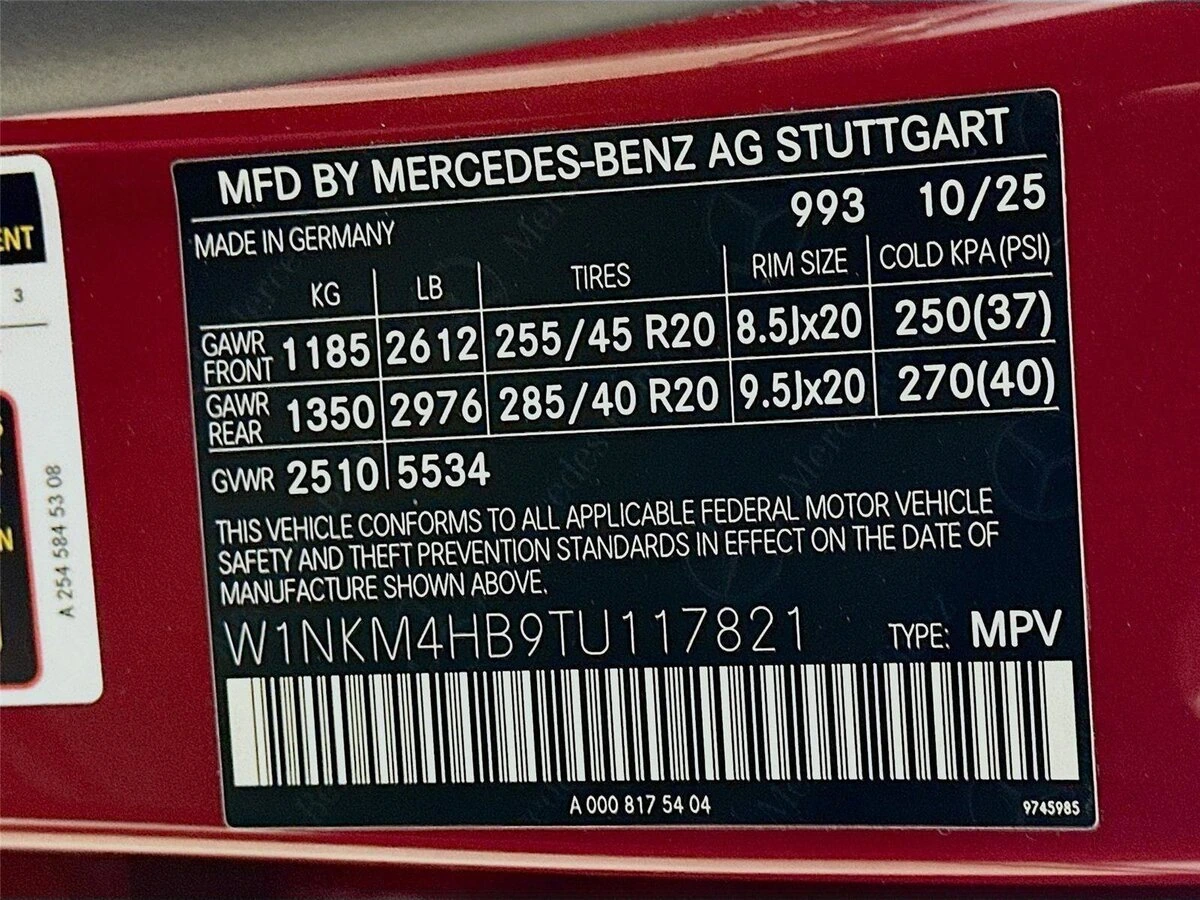 ENT
3
A 254 584 53 08
N
MFD BY MERCEDES-BENZ AG STUTTGART
MADE IN GERMANY 993 10/25
KG LB TIRES RIM SIZE COLD KPA (PSI)
GAWR FRONT 1185 2612 255/45 R20 8.5Jx20 250(37)
GAWR REAR 1350 2976 285/40 R20 9.5Jx20 270(40)
GVWR 2510 5534
THIS VEHICLE CONFORMS TO ALL APPLICABLE FEDERAL MOTOR VEHICLE
SAFETY AND THEFT PREVENTION STANDARDS IN EFFECT ON THE DATE OF
MANUFACTURE SHOWN ABOVE.
W1NKM4HB9TU117821 TYPE: MPV
A 000 817 54 04 9745985